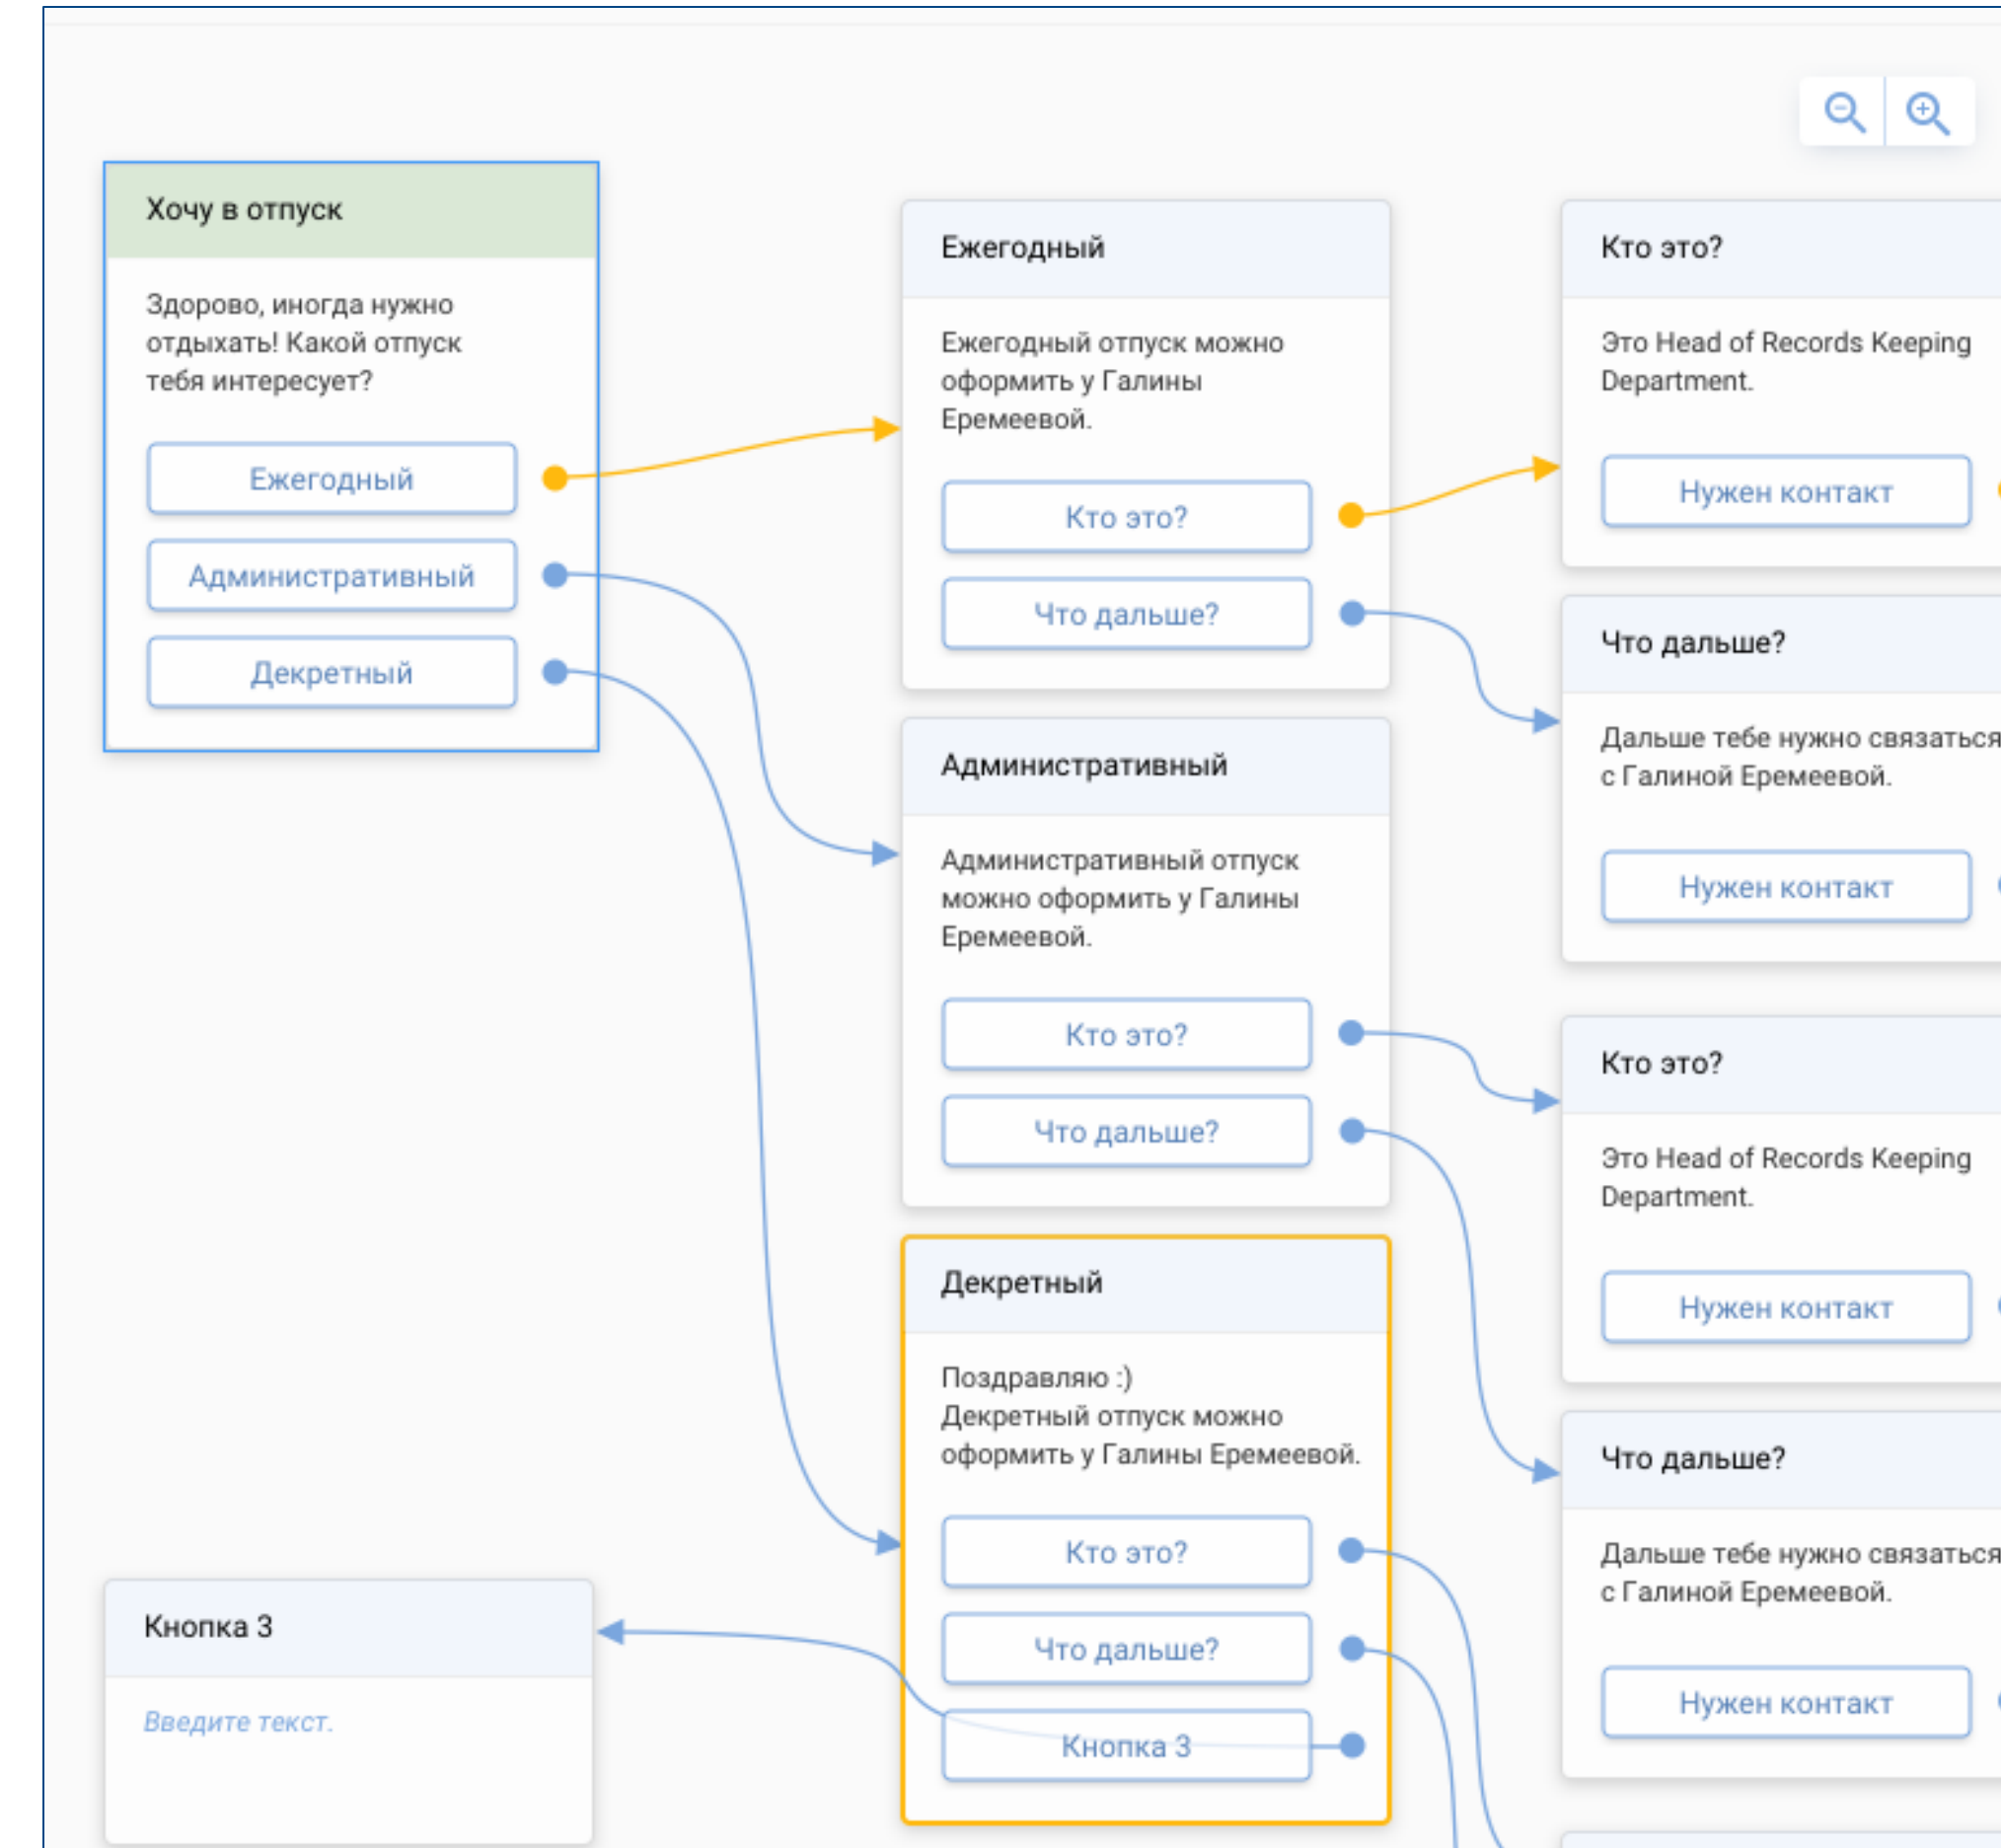 Хочу в отпуск
Здорово, иногда нужно
отдыхать! Какой отпуск
тебя интересует?
Ежегодный
Административный
Декретный
Кнопка 3
Введите текст.
Ежегодный
Ежегодный отпуск можно
оформить у Галины
Еремеевой.
Кто это?
Что дальше?
Административный
Административный отпуск
можно оформить у Галины
Еремеевой.
Кто это?
Что дальше?
Декретный
Поздравляю :)
Декретный отпуск можно
оформить у Галины Еремеевой.
Кто это?
Что дальше?
Кнопка 3
Кто это?
Это Head of Records Keeping
Department.
Нужен контакт
Что дальше?
Дальше тебе нужно связаться
с Галиной Еремеевой.
Нужен контакт
Кто это?
Это Head of Records Keeping
Department.
Нужен контакт
Что дальше?
Дальше тебе нужно связаться
с Галиной Еремеевой.
Нужен контакт